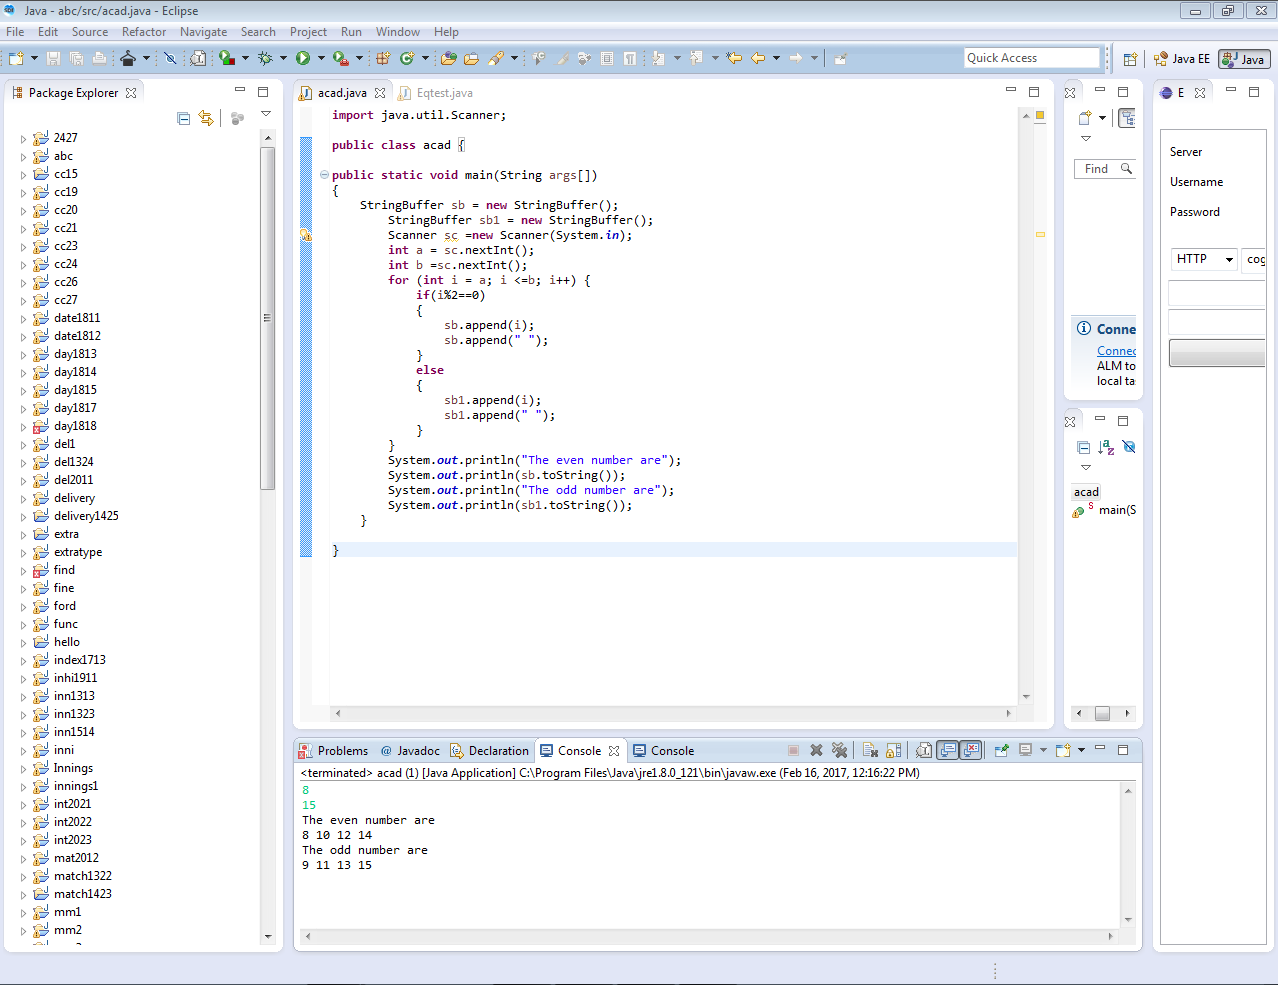 Java - abc/src/acad.java - Eclipse
File Edit Source Refactor Navigate Search Project Run Window Help
Quick Access
Java EE
Java
Package Explorer
2427
abc
cc15
cc19
cc20
cc21
cc23
cc24
cc26
cc27
date1811
date1812
day1813
day1814
day1815
day1817
day1818
del1
del1324
del2011
delivery
delivery1425
extra
extratype
find
fine
ford
func
hello
index1713
inhi1911
inn1313
inn1323
inn1514
inni
Innings
innings1
int2021
int2022
int2023
mat2012
match1322
match1423
mm1
mm2
acad.java
Eqtest.java
import java.util.Scanner;
public class acad {
public static void main(String args[])
{
StringBuffer sb = new StringBuffer();
StringBuffer sb1 = new StringBuffer();
Scanner sc =new Scanner(System.in);
int a = sc.nextInt();
int b =sc.nextInt();
for (int i = a; i <=b; i++) {
if(i%2==0)
{
sb.append(i);
sb.append(" ");
}
else
{
sb1.append(i);
sb1.append(" ");
}
}
System.out.println("The even number are");
System.out.println(sb.toString());
System.out.println("The odd number are");
System.out.println(sb1.toString());
}
}
Find
Conne
Connec
ALM to
local ta
acad
main(S
E
Server
Username
Password
HTTP
cog
Problems @ Javadoc Declaration Console Console
<terminated> acad (1) [Java Application] C:\Program Files\Java\jre1.8.0_121\bin\javaw.exe (Feb 16, 2017, 12:16:22 PM)
8
15
The even number are
8 10 12 14
The odd number are
9 11 13 15